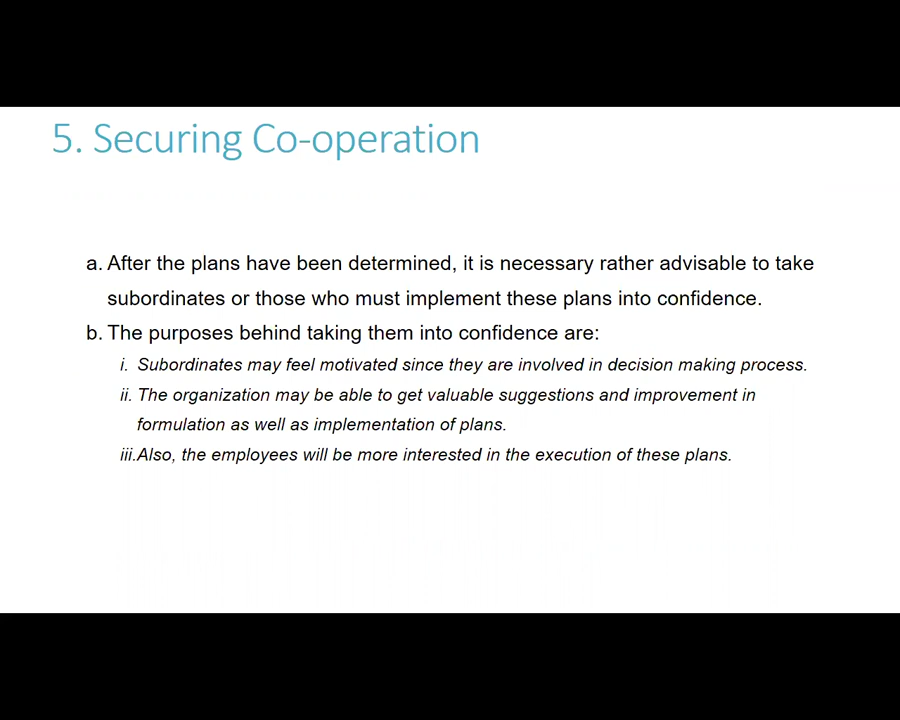 5. Securing Co-operation
a. After the plans have been determined, it is necessary rather advisable to take
subordinates or those who must implement these plans into confidence.
b. The purposes behind taking them into confidence are:
i. Subordinates may feel motivated since they are involved in decision making process.
ii. The organization may be able to get valuable suggestions and improvement in
formulation as well as implementation of plans.
iii.Also, the employees will be more interested in the execution of these plans.